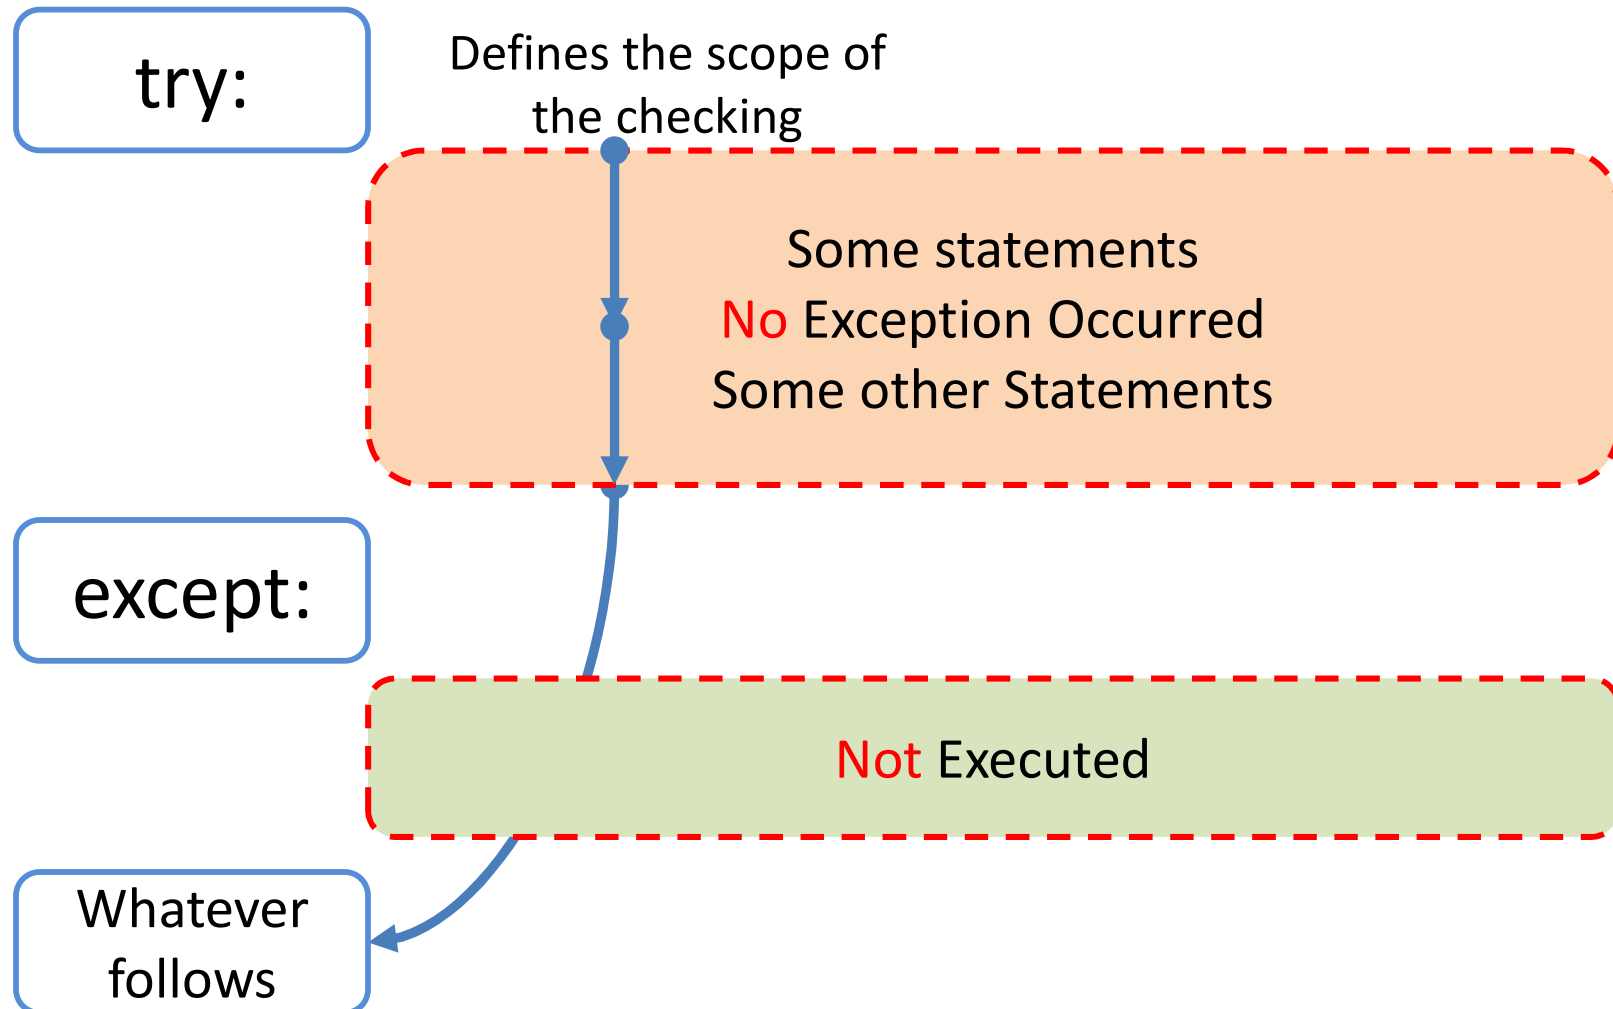 try:
Defines the scope of
the checking
Some statements
No Exception Occurred
Some other Statements
except:
Not Executed
Whatever
follows